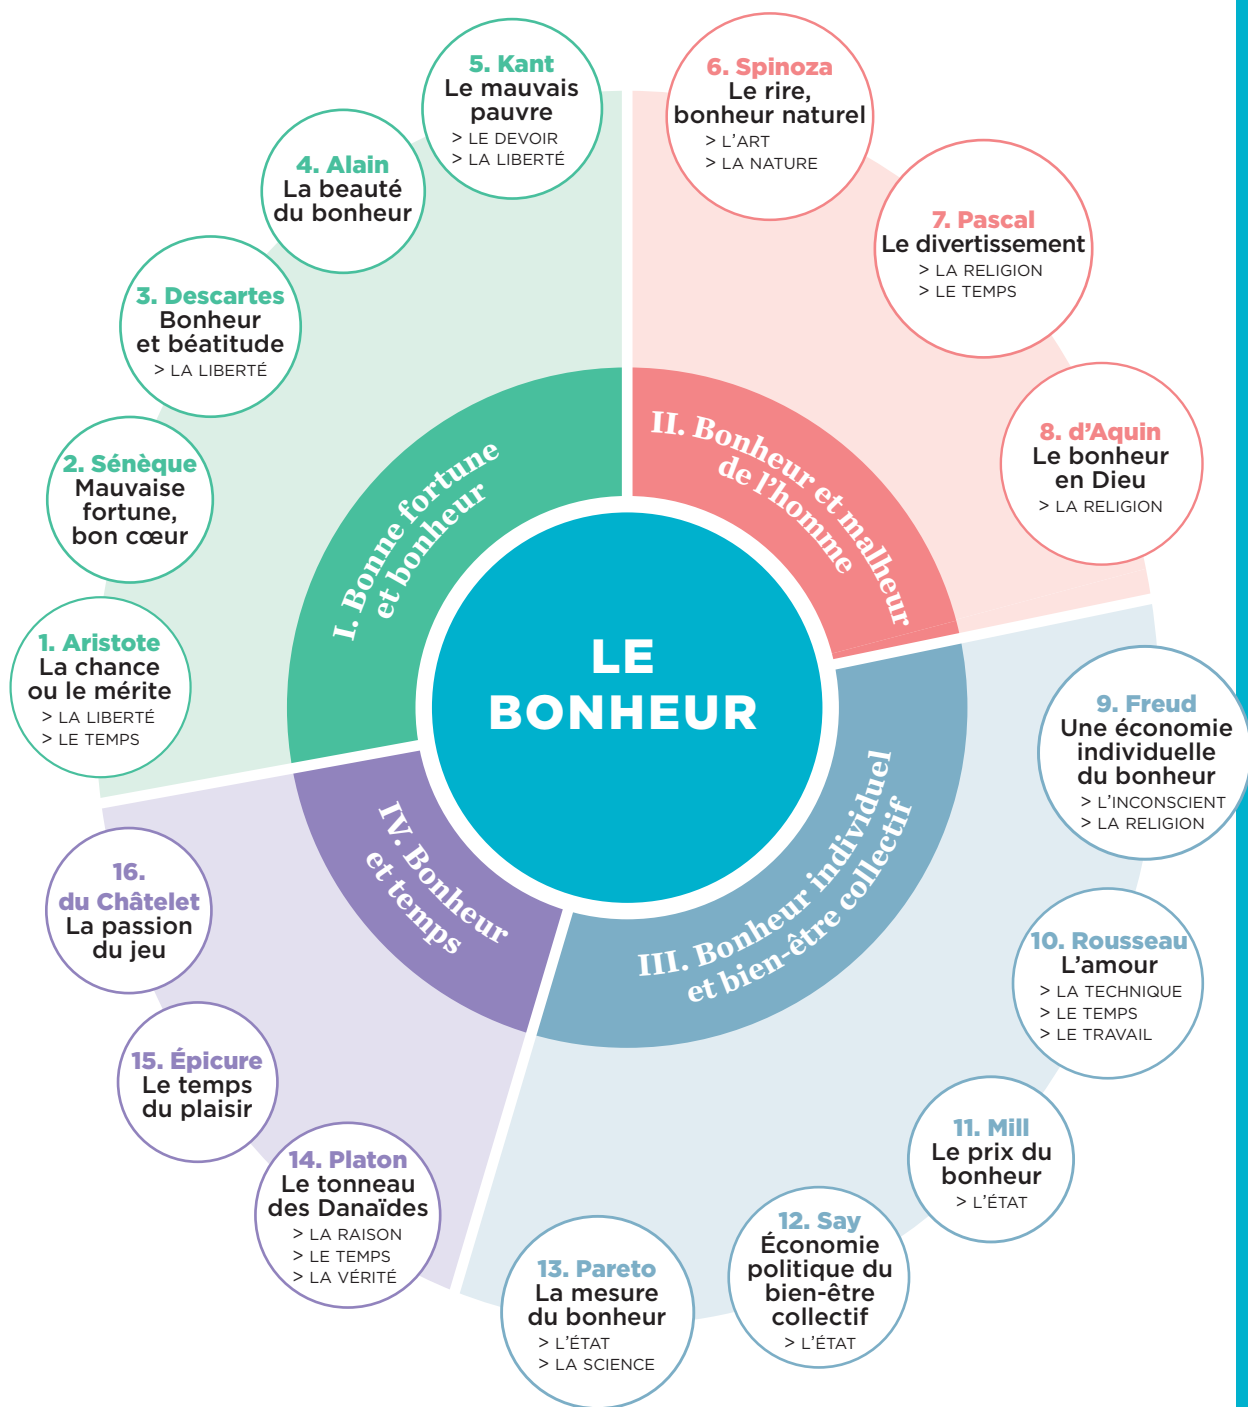 LE
BONHEUR
I. Bonne fortune
et bonheur
1. Aristote
La chance
ou le mérite
> LA LIBERTÉ
> LE TEMPS
2. Sénèque
Mauvaise
fortune,
bon cœur
3. Descartes
Bonheur
et béatitude
> LA LIBERTÉ
4. Alain
La beauté
du bonheur
5. Kant
Le mauvais
pauvre
> LE DEVOIR
> LA LIBERTÉ
II. Bonheur et malheur
de l’homme
6. Spinoza
Le rire,
bonheur naturel
> L’ART
> LA NATURE
7. Pascal
Le divertissement
> LA RELIGION
> LE TEMPS
8. d’Aquin
Le bonheur
en Dieu
> LA RELIGION
III. Bonheur individuel
et bien-être collectif
9. Freud
Une économie
individuelle
du bonheur
> L’INCONSCIENT
> LA RELIGION
10. Rousseau
L’amour
> LA TECHNIQUE
> LE TEMPS
> LE TRAVAIL
11. Mill
Le prix du
bonheur
> L’ÉTAT
12. Say
Économie
politique du
bien-être
collectif
> L’ÉTAT
13. Pareto
La mesure
du bonheur
> L’ÉTAT
> LA SCIENCE
IV. Bonheur
et temps
14. Platon
Le tonneau
des Danaïdes
> LA RAISON
> LE TEMPS
> LA VÉRITÉ
15. Épicure
Le temps
du plaisir
16.
du Châtelet
La passion
du jeu